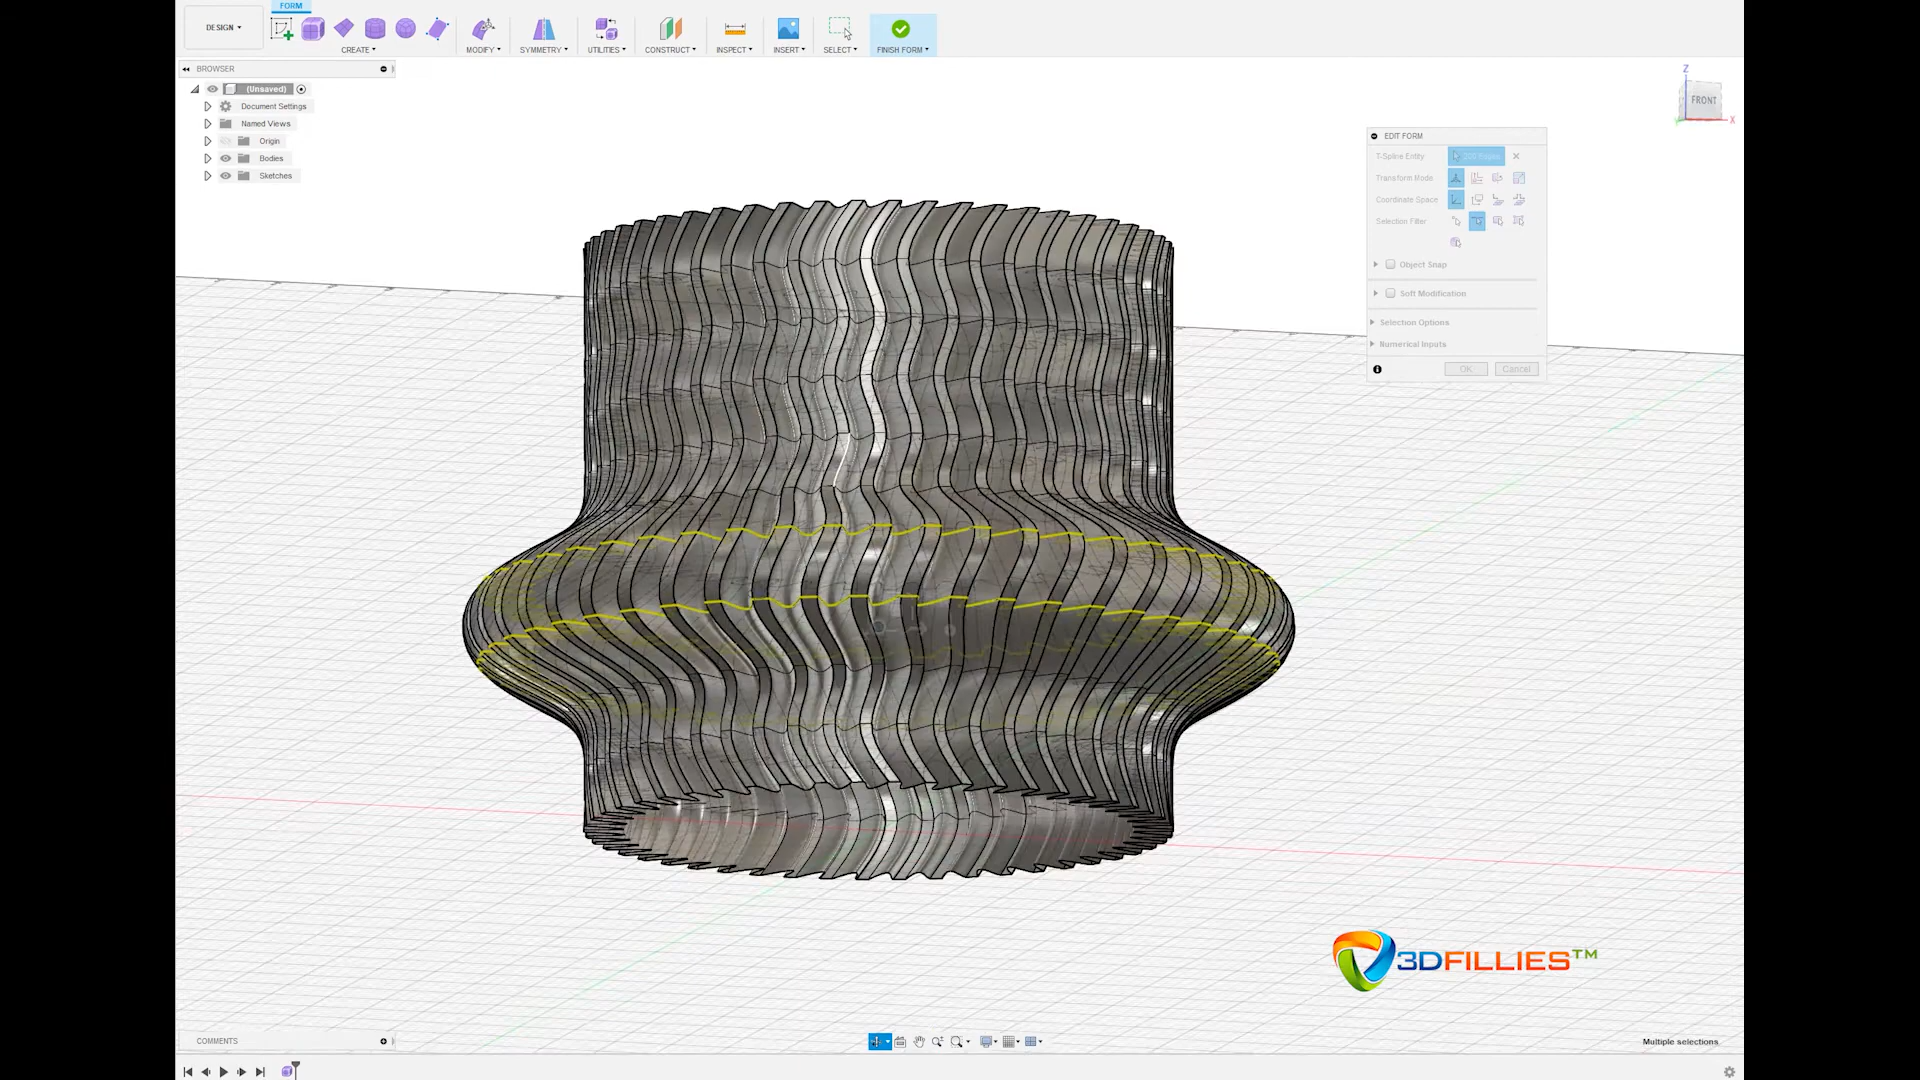 FORM
DESIGN
CREATE
MODIFY
SYMMETRY
UTILITIES
CONSTRUCT
INSPECT
INSERT
SELECT
FINISH FORM
BROWSER
(Unsaved)
Document Settings
Named Views
Origin
Bodies
Sketches
Z
FRONT
X
EDIT FORM
T-Spline Entity
Transform Mode
Coordinate Space
Selection Filter
Object Snap
Soft Modification
Selection Options
Numerical Inputs
OK
Cancel
3DFILLIES™
COMMENTS
Multiple selections